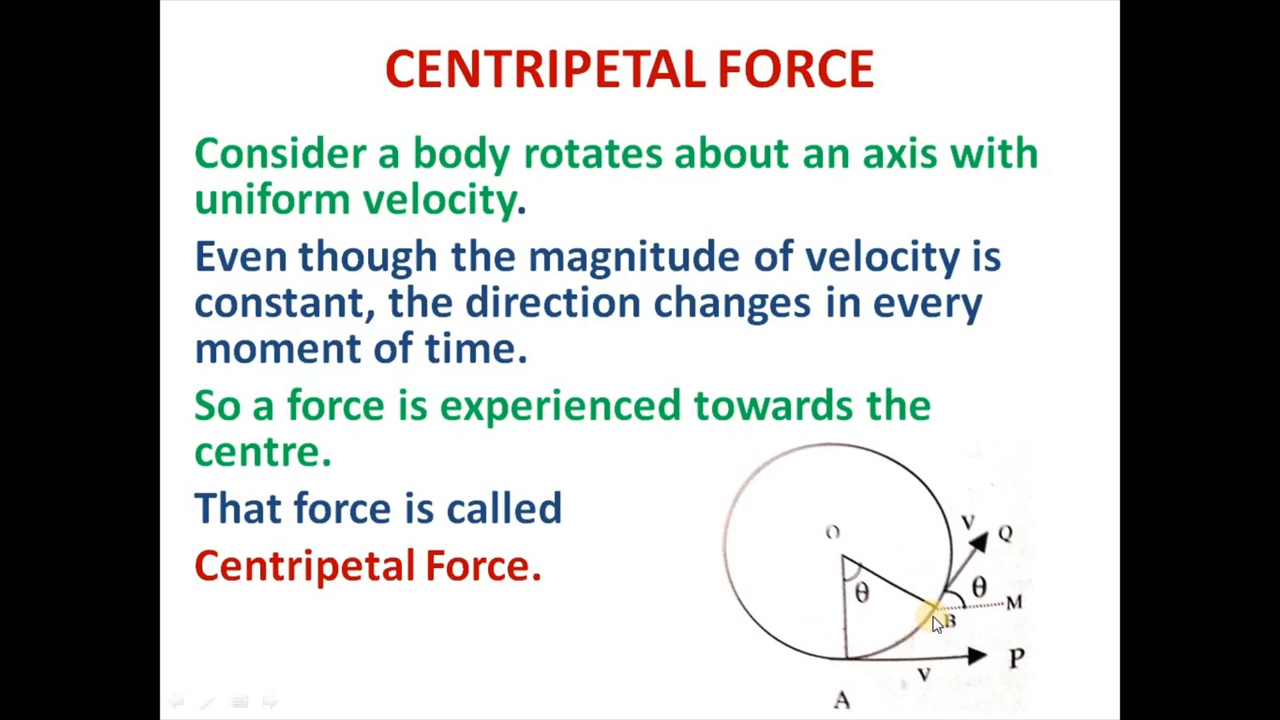 CENTRIPETAL FORCE
Consider a body rotates about an axis with
uniform velocity.
Even though the magnitude of velocity is
constant, the direction changes in every
moment of time.
So a force is experienced towards the
centre.
That force is called
Centripetal Force.
O
V
Q
θ
θ
M
B
P
v
A